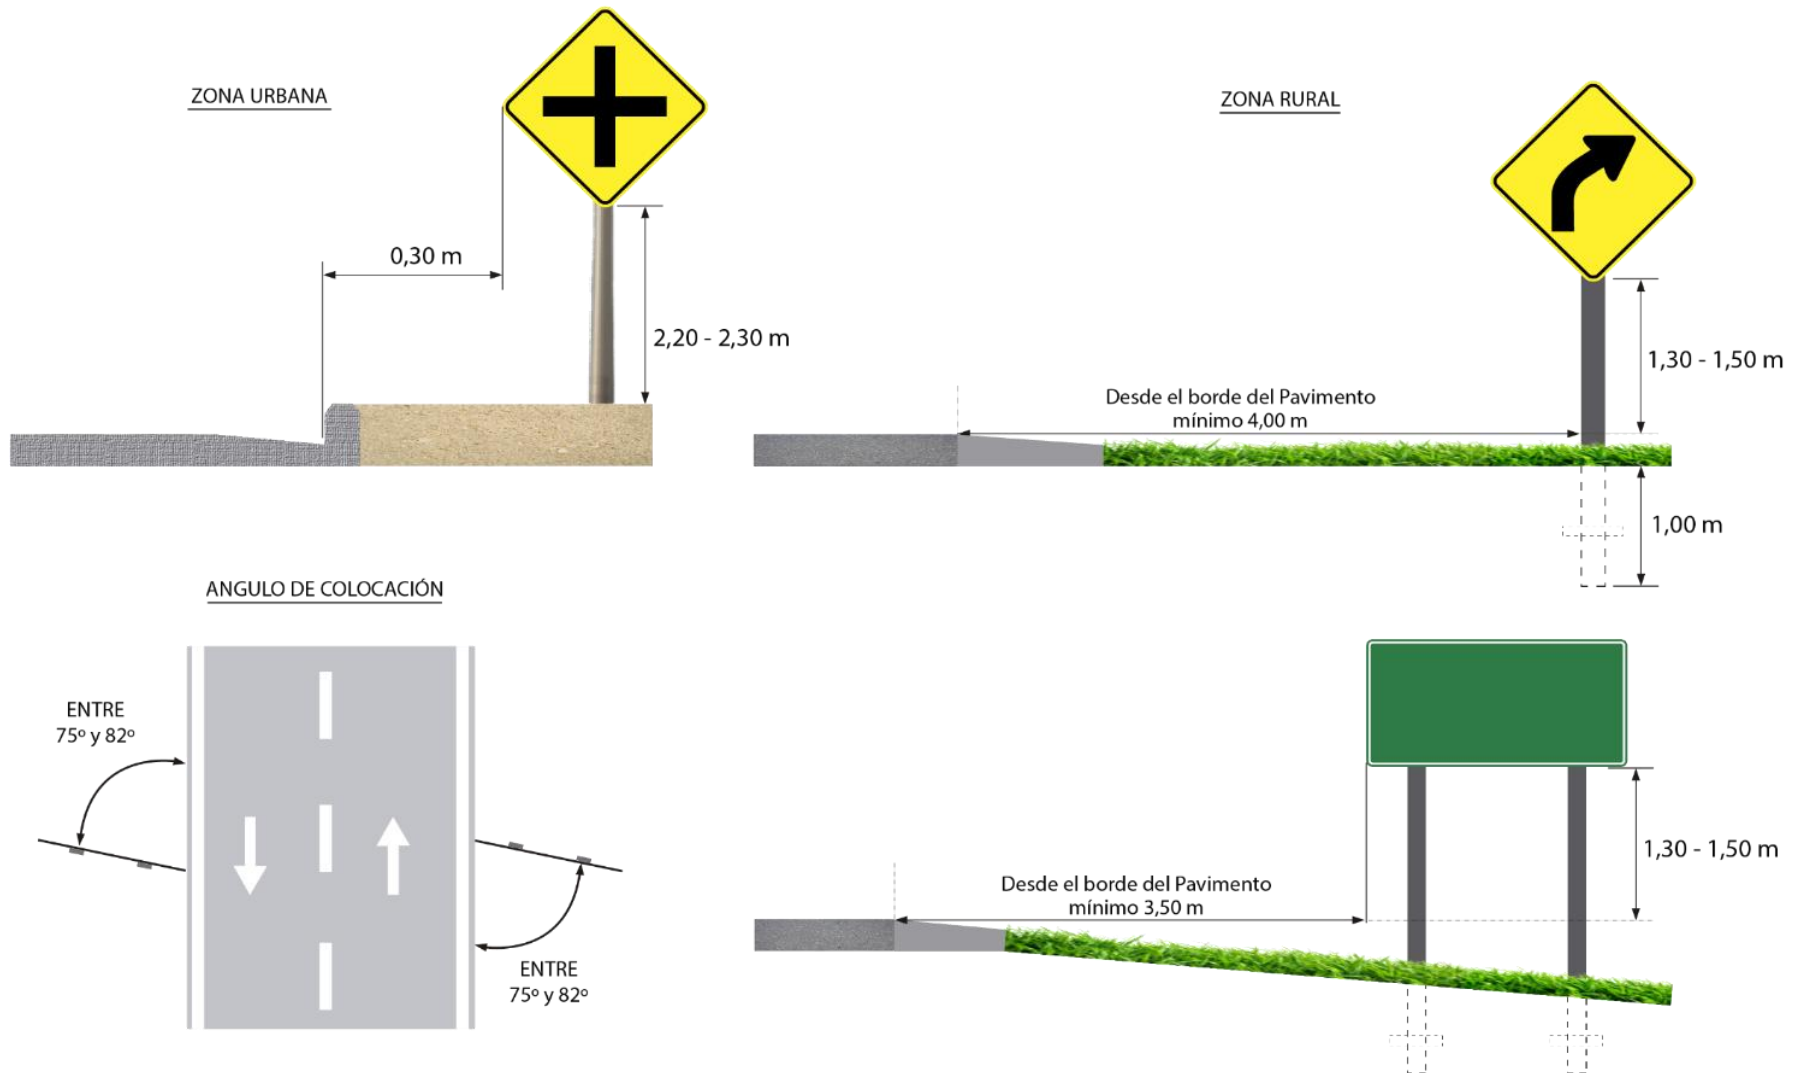 ZONA URBANA
0,30 m
2,20 - 2,30 m
ZONA RURAL
1,30 - 1,50 m
Desde el borde del Pavimento
mínimo 4,00 m
1,00 m
ANGULO DE COLOCACIÓN
ENTRE
75º y 82º
ENTRE
75º y 82º
1,30 - 1,50 m
Desde el borde del Pavimento
mínimo 3,50 m